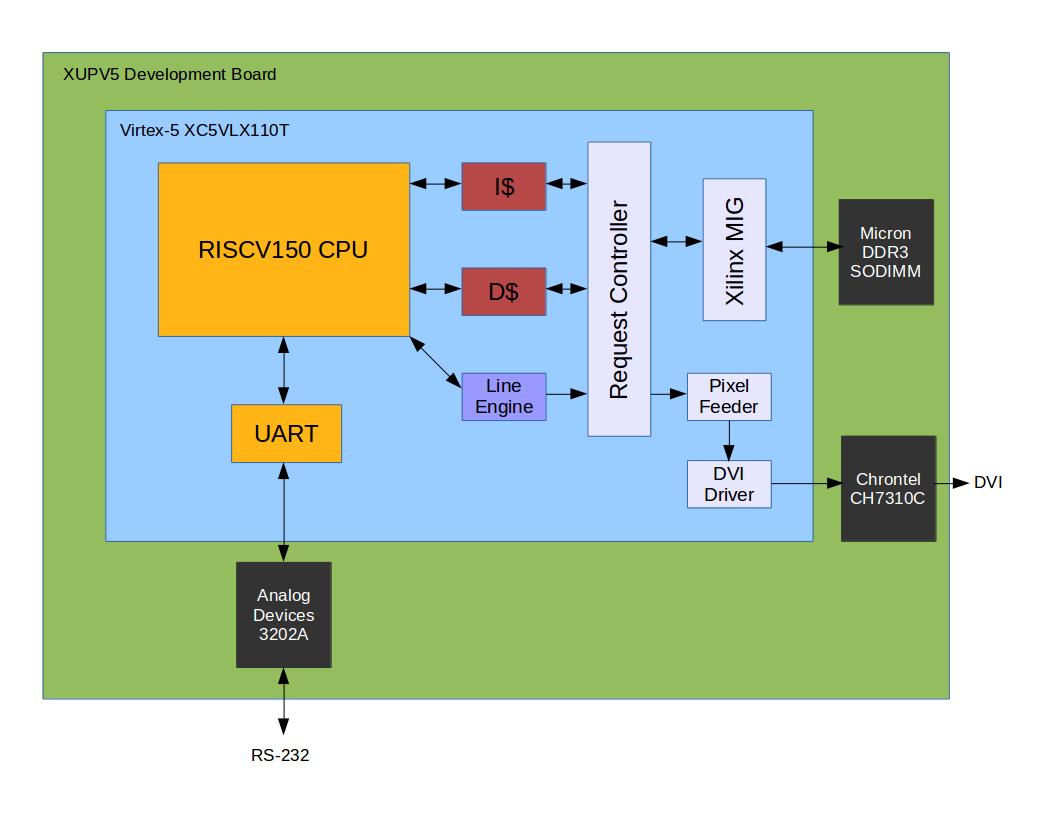 XUPV5 Development Board
Virtex-5 XC5VLX110T
RISCV150 CPU
I$
D$
Line
Engine
Request Controller
Xilinx MIG
Micron
DDR3
SODIMM
Pixel
Feeder
DVI
Driver
Chrontel
CH7310C
DVI
UART
Analog
Devices
3202A
RS-232